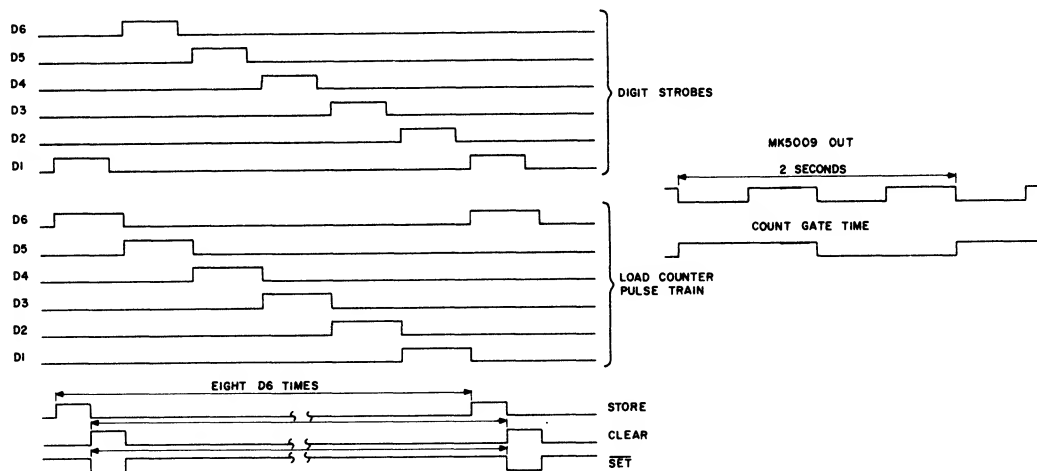 D6
D5
D4
D3
D2
D1
DIGIT STROBES
MK5009 OUT
2 SECONDS
COUNT GATE TIME
D6
D5
D4
D3
D2
D1
LOAD COUNTER
PULSE TRAIN
EIGHT D6 TIMES
STORE
CLEAR
SET